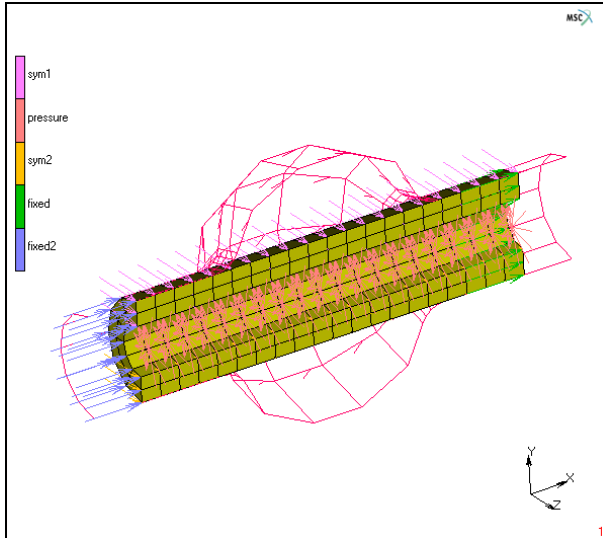 MSC
sym1
pressure
sym2
fixed
fixed2
Y
X
Z
1